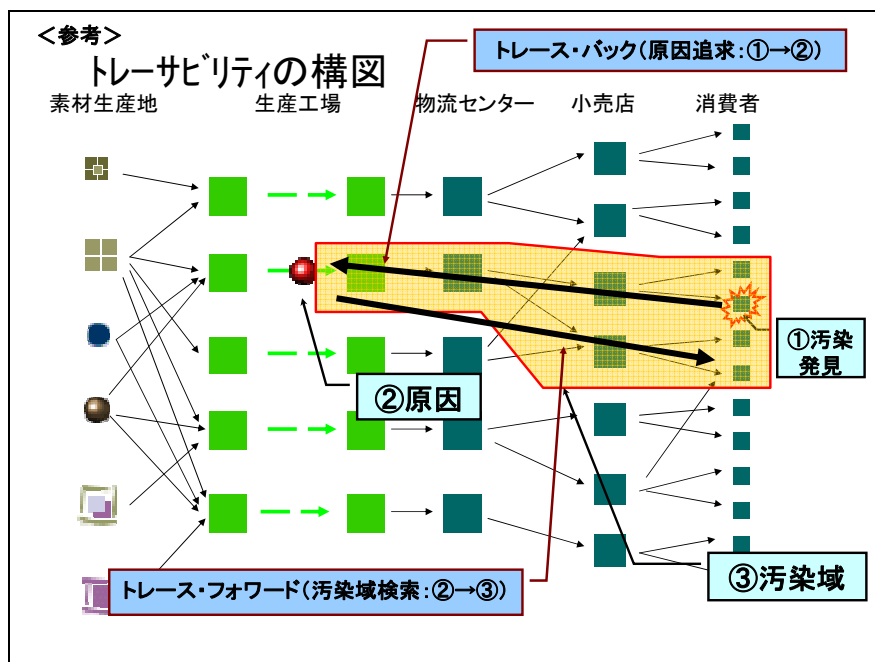 <参考>
トレーサビリティの構図
トレース・バック(原因追求:①→②)
素材生産地
生産工場
物流センター
小売店
消費者
①汚染
発見
②原因
③汚染域
トレース・フォワード(汚染域検索:②→③)